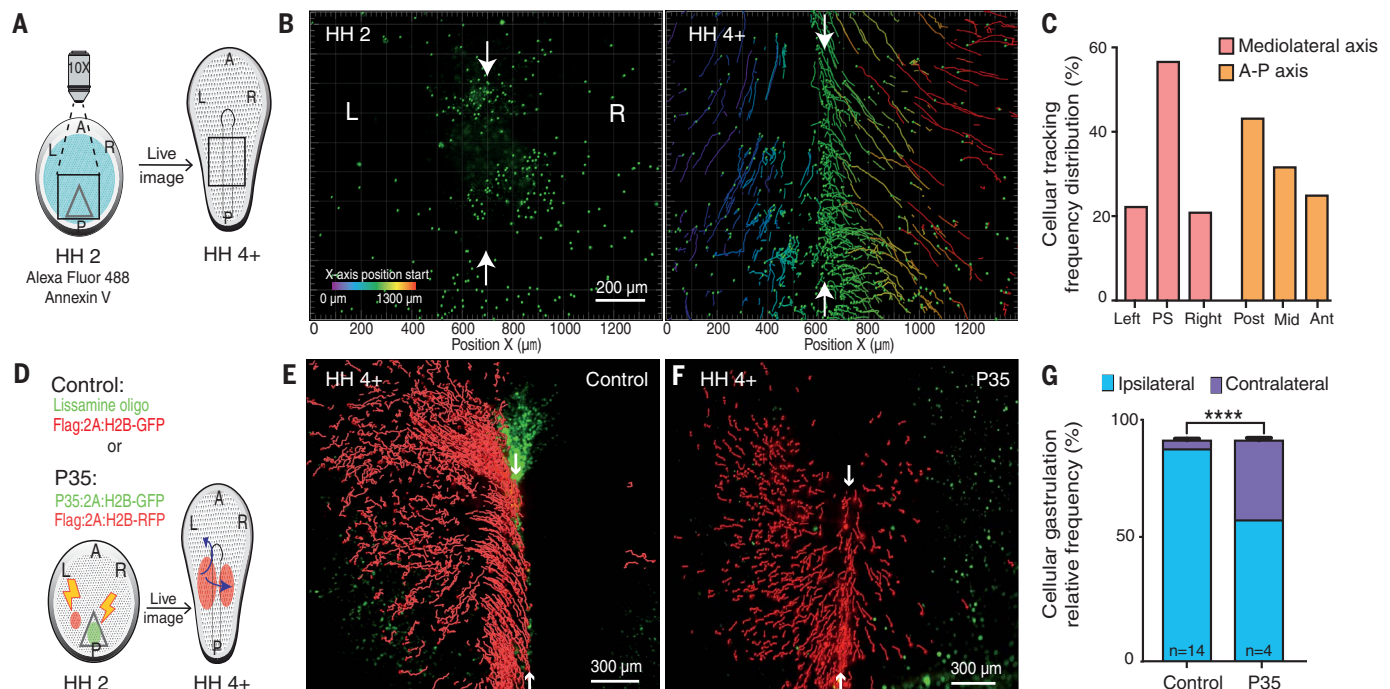 A
10X
A
L
R
P
HH 2
Alexa Fluor 488
Annexin V
Live
image
A
L
R
P
HH 4+
B
HH 2
L
R
X-axis position start
0 µm
1300 µm
200 µm
0 200 400 600 800 1000 1200
Position X (µm)
HH 4+
0 200 400 600 800 1000 1200
Position X (µm)
C
Mediolateral axis
A-P axis
Celluar tracking
frequency distribution (%)
60
40
20
0
Left PS Right Post Mid Ant
D
Control:
Lissamine oligo
Flag:2A:H2B-GFP
or
P35:
P35:2A:H2B-GFP
Flag:2A:H2B-RFP
A
L
R
P
HH 2
Live
image
A
L
R
P
HH 4+
E
HH 4+
Control
300 µm
F
HH 4+
P35
300 µm
G
Ipsilateral
Contralateral
Cellular gastrulation
relative frequency (%)
100
50
0
****
n=14
n=4
Control
P35